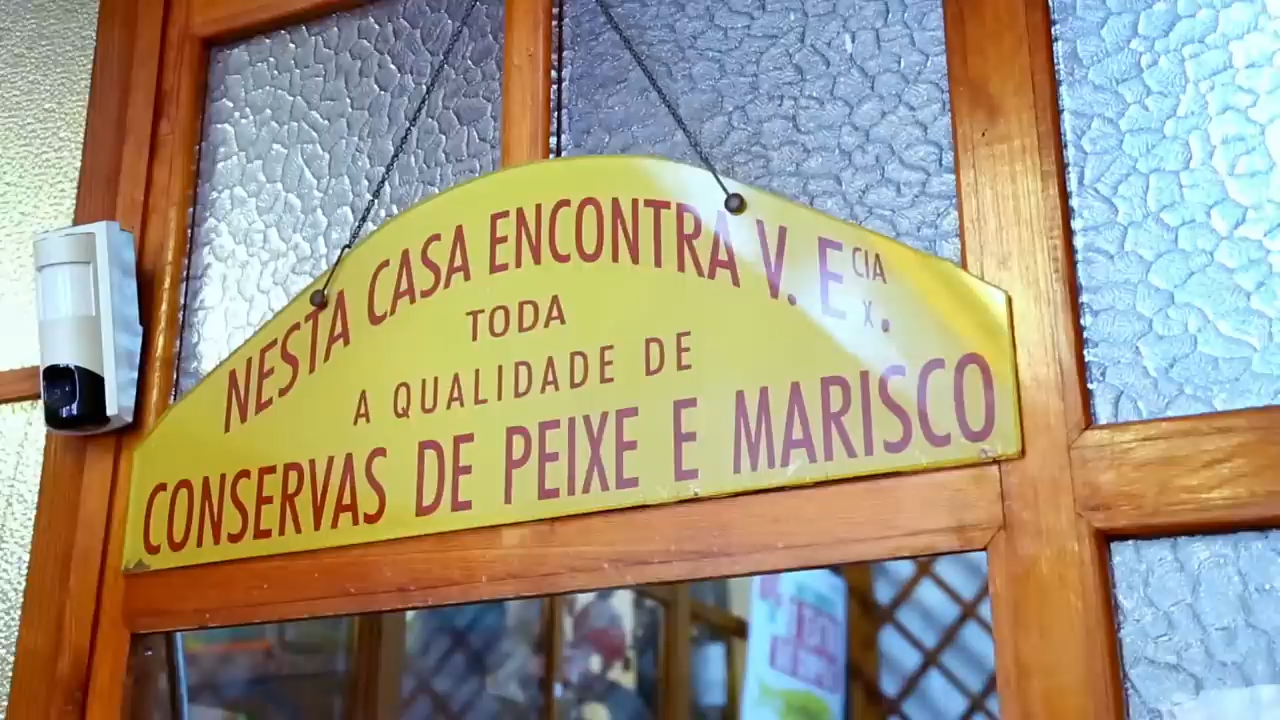 NESTA CASA ENCONTRA V. E.CIA X.
TODA
A QUALIDADE DE
CONSERVAS DE PEIXE E MARISCO